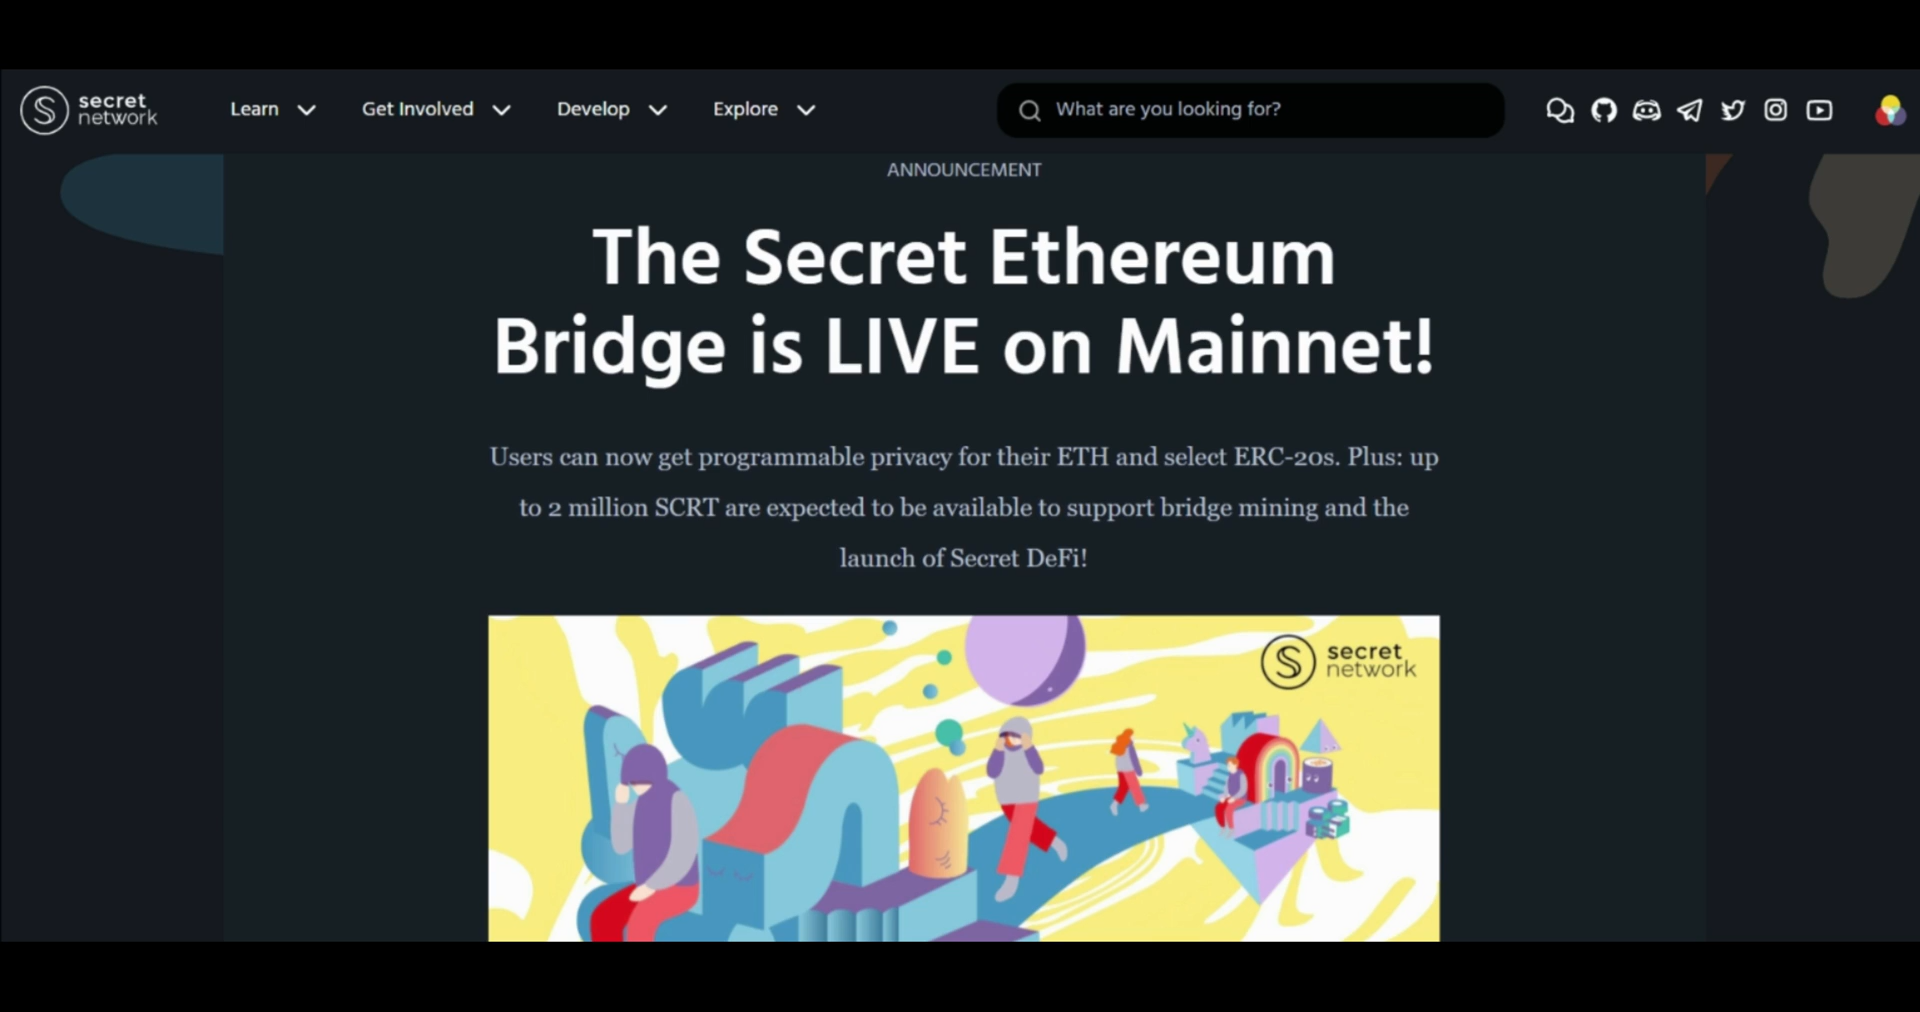 secret
network
Learn
Get Involved
Develop
Explore
What are you looking for?
ANNOUNCEMENT
The Secret Ethereum
Bridge is LIVE on Mainnet!
Users can now get programmable privacy for their ETH and select ERC-20s. Plus: up
to 2 million SCRT are expected to be available to support bridge mining and the
launch of Secret DeFi!
secret
network